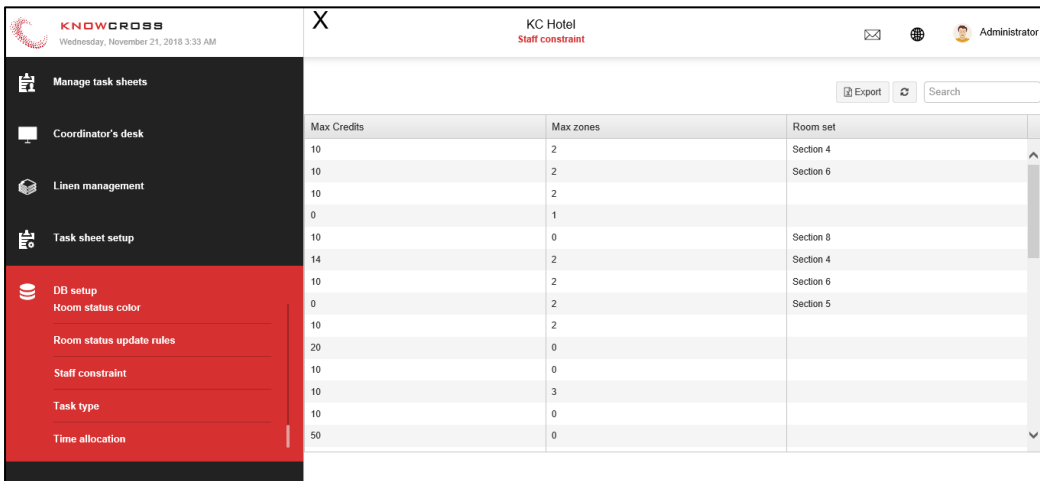 KNOWCROSS
Wednesday, November 21, 2018 3:33 AM
X
KC Hotel
Staff constraint
Administrator
Manage task sheets
Coordinator's desk
Linen management
Task sheet setup
DB setup
Room status color
Room status update rules
Staff constraint
Task type
Time allocation
Export
Search
Max Credits Max zones Room set
10 2 Section 4
10 2 Section 6
10 2
0 1
10 0 Section 8
14 2 Section 4
10 2 Section 6
0 2 Section 5
10 2
20 0
10 0
10 3
10 0
50 0